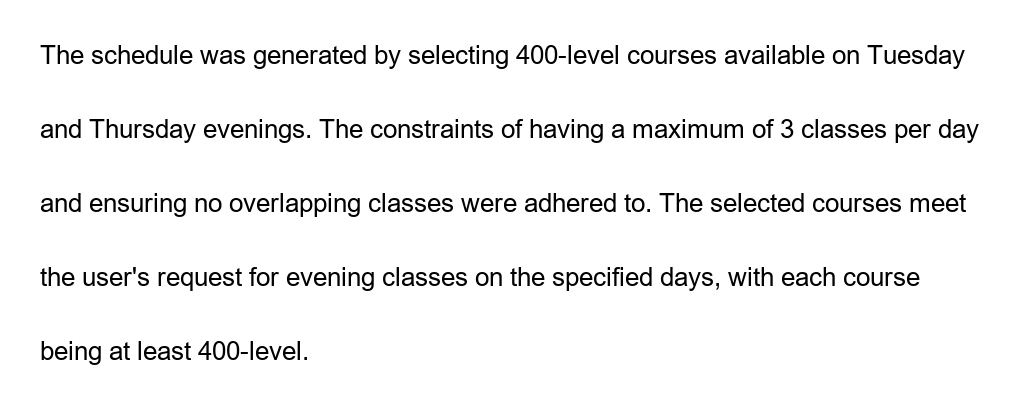 The schedule was generated by selecting 400-level courses available on Tuesday
and Thursday evenings. The constraints of having a maximum of 3 classes per day
and ensuring no overlapping classes were adhered to. The selected courses meet
the user's request for evening classes on the specified days, with each course
being at least 400-level.